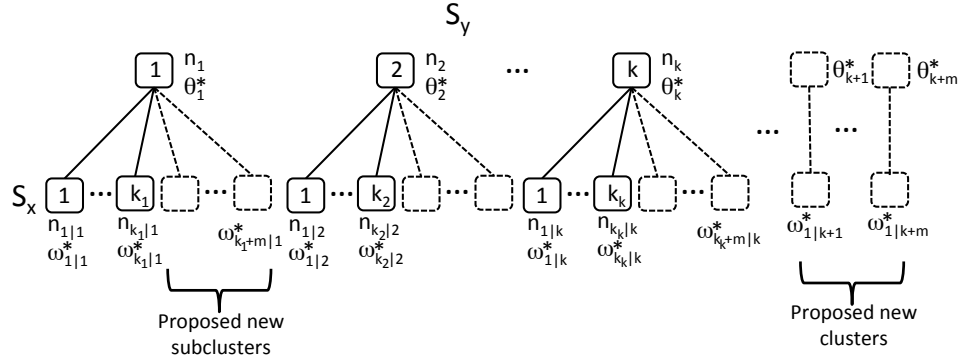 S_y
1 n_1 2 n_2 ... k n_k θ*_{k+1} θ*_{k+m}
θ*_1 θ*_2 θ*_k
... ...
S_x 1 ... k_1 ... 1 ... k_2 ... 1 ... k_k ...
n_{1|1} n_{k_1|1} n_{1|2} n_{k_2|2} n_{1|k} n_{k_k|k}
ω*_{1|1} ω*_{k_1|1} ω*_{k_1+m|1} ω*_{1|2} ω*_{k_2|2} ω*_{1|k} ω*_{k_k|k} ω*_{k_k+m|k} ω*_{1|k+1} ω*_{1|k+m}
Proposed new
subclusters
Proposed new
clusters